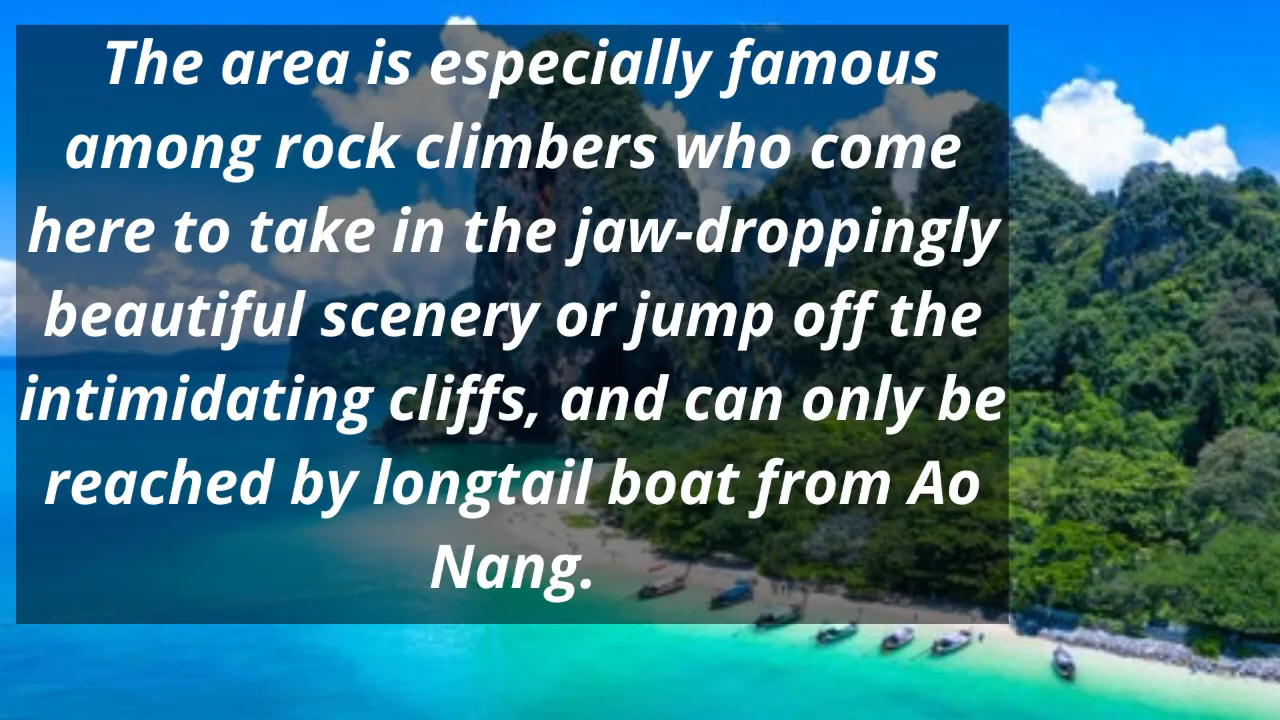 The area is especially famous
among rock climbers who come
here to take in the jaw-droppingly
beautiful scenery or jump off the
intimidating cliffs, and can only be
reached by longtail boat from Ao
Nang.